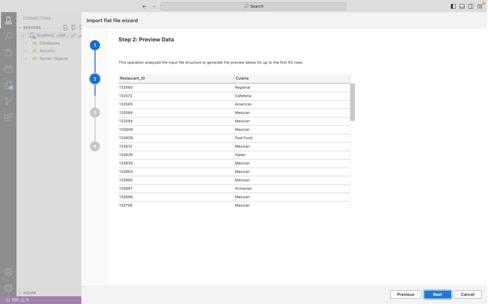 Search
CONNECTIONS
Import flat file wizard
SERVERS
Databases
Security
Server Objects
AZURE
1
2
3
4
Step 2: Preview Data
This operation analyzed the input file structure to generate the preview below for up to the first 50 rows.
Restaurant_ID Cuisine
132560 Regional
132572 Cafeteria
132583 American
132584 Mexican
132594 Mexican
132608 Mexican
132609 Fast Food
132613 Mexican
132626 Italian
132630 Mexican
132663 Mexican
132665 Mexican
132667 Armenian
132668 Mexican
132706 Mexican
Previous Next Cancel